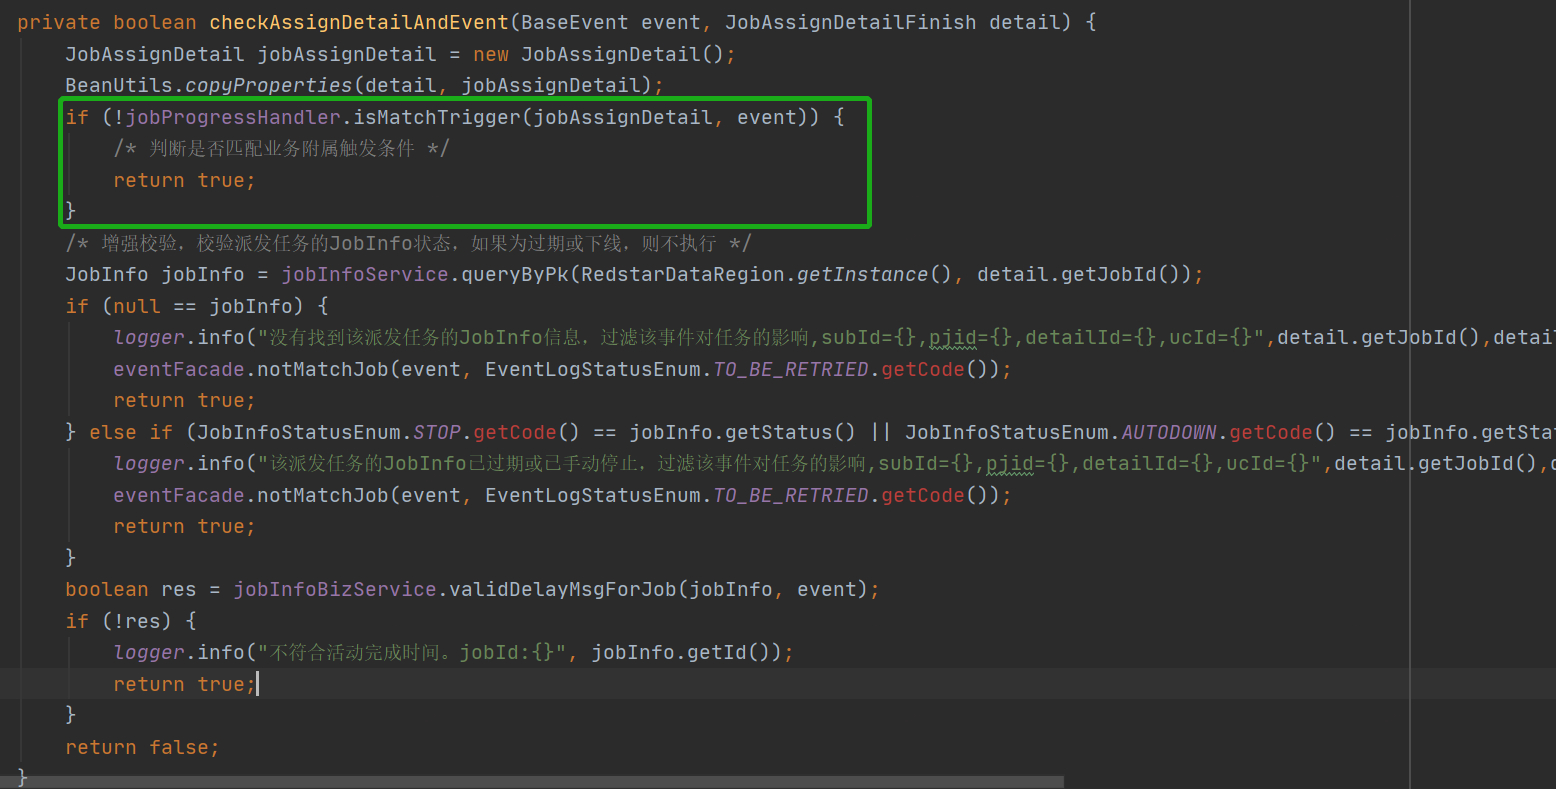 private boolean checkAssignDetailAndEvent(BaseEvent event, JobAssignDetailFinish detail) {
    JobAssignDetail jobAssignDetail = new JobAssignDetail();
    BeanUtils.copyProperties(detail, jobAssignDetail);
    if (!jobProgressHandler.isMatchTrigger(jobAssignDetail, event)) {
        /* 判断是否匹配业务附属触发条件 */
        return true;
    }
    /* 增强校验，校验派发任务的JobInfo状态，如果为过期或下线，则不执行 */
    JobInfo jobInfo = jobInfoService.queryByPk(RedstarDataRegion.getInstance(), detail.getJobId());
    if (null == jobInfo) {
        logger.info("没有找到该派发任务的JobInfo信息，过滤该事件对任务的影响,subId={},pjid={},detailId={},ucId={}",detail.getJobId(),detai
        eventFacade.notMatchJob(event, EventLogStatusEnum.TO_BE_RETRIED.getCode());
        return true;
    } else if (JobInfoStatusEnum.STOP.getCode() == jobInfo.getStatus() || JobInfoStatusEnum.AUTODOWN.getCode() == jobInfo.getSta
        logger.info("该派发任务的JobInfo已过期或已手动停止，过滤该事件对任务的影响,subId={},pjid={},detailId={},ucId={}",detail.getJobId(),d
        eventFacade.notMatchJob(event, EventLogStatusEnum.TO_BE_RETRIED.getCode());
        return true;
    }
    boolean res = jobInfoBizService.validDelayMsgForJob(jobInfo, event);
    if (!res) {
        logger.info("不符合活动完成时间。jobId:{}", jobInfo.getId());
        return true;
    }
    return false;
}